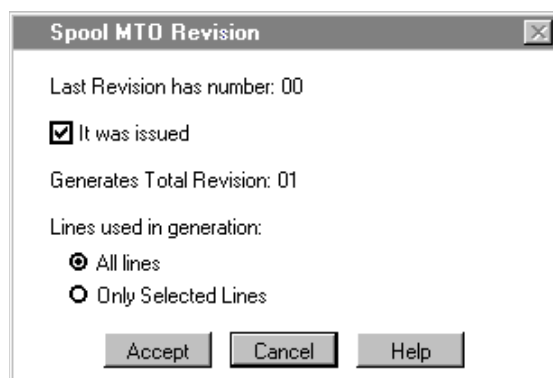 Spool MTO Revision
Last Revision has number: 00
It was issued
Generates Total Revision: 01
Lines used in generation:
All lines
Only Selected Lines
Accept Cancel Help